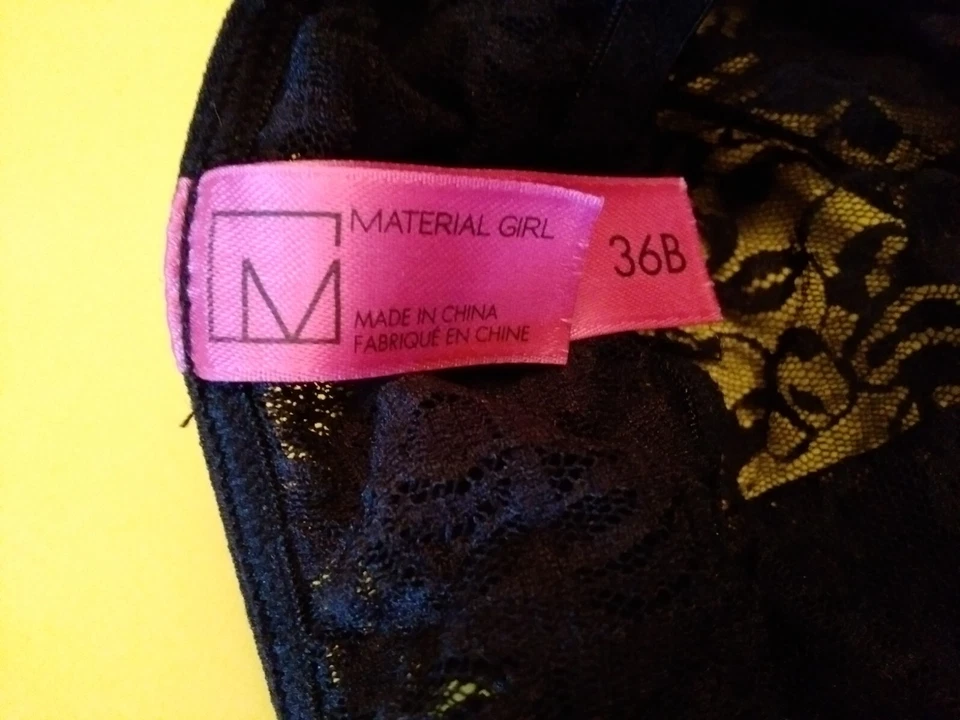 M
MATERIAL GIRL
MADE IN CHINA
FABRIQUÉ EN CHINE
36B